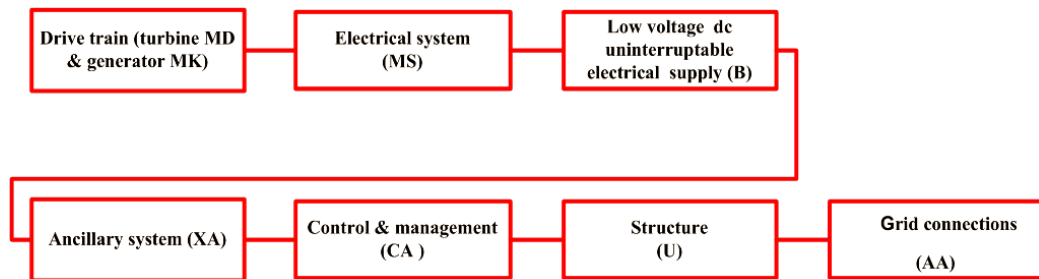 Drive train (turbine MD
& generator MK)
Electrical system
(MS)
Low voltage dc
uninterruptable
electrical supply (B)
Ancillary system (XA)
Control & management
(CA )
Structure
(U)
Grid connections
(AA)